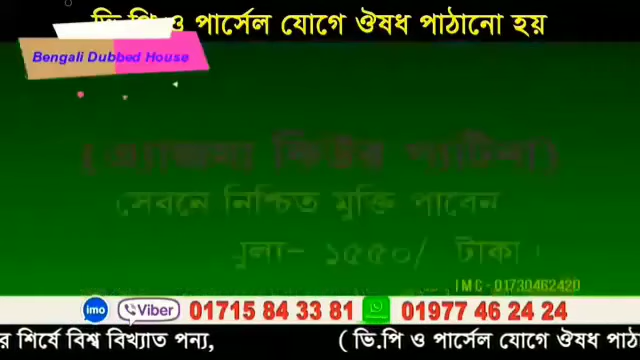 ভি.পি ও পার্সেল যোগে ঔষধ পাঠানো হয়
Bengali Dubbed House
(এ্যাজমা কিউর প্যাটিশা)
সেবনে নিশ্চিত মুক্তি পাবেন
মুল্য- ১৫৫০/ টাকা
IMC-01730462420
imo Viber 01715 84 33 81 01977 46 24 24
র শির্ষে বিশ্ব বিখ্যাত পন্য, ( ভি.পি ও পার্সেল যোগে ঔষধ পাঠা